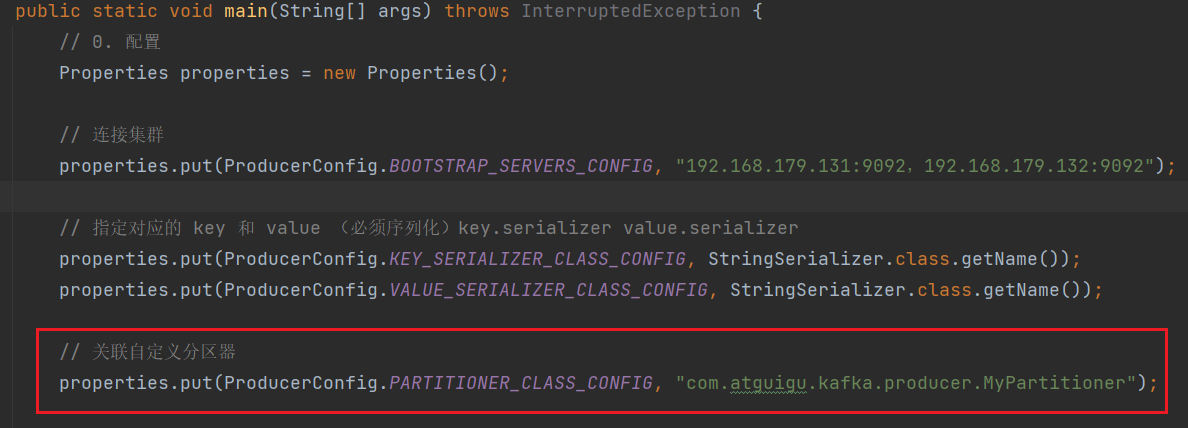 public static void main(String[] args) throws InterruptedException {
// 0. 配置
Properties properties = new Properties();
// 连接集群
properties.put(ProducerConfig.BOOTSTRAP_SERVERS_CONFIG, "192.168.179.131:9092，192.168.179.132:9092");
// 指定对应的 key 和 value （必须序列化）key.serializer value.serializer
properties.put(ProducerConfig.KEY_SERIALIZER_CLASS_CONFIG, StringSerializer.class.getName());
properties.put(ProducerConfig.VALUE_SERIALIZER_CLASS_CONFIG, StringSerializer.class.getName());
// 关联自定义分区器
properties.put(ProducerConfig.PARTITIONER_CLASS_CONFIG, "com.atguigu.kafka.producer.MyPartitioner");